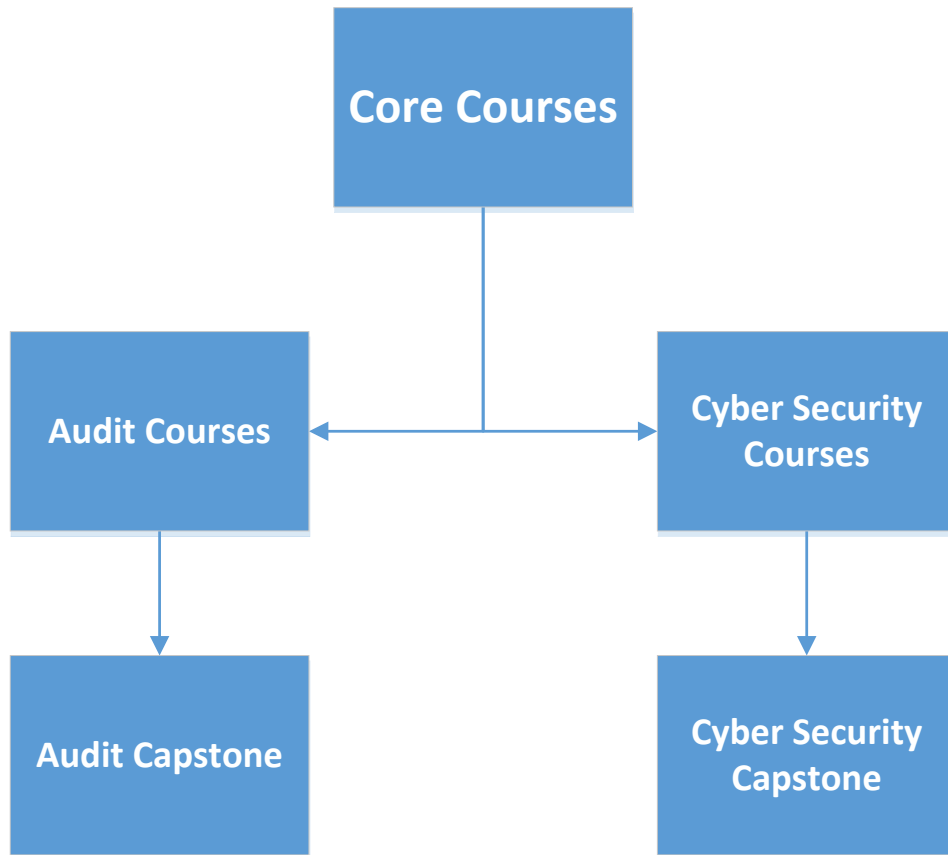 Core Courses
Audit Courses
Cyber Security
Courses
Audit Capstone
Cyber Security
Capstone